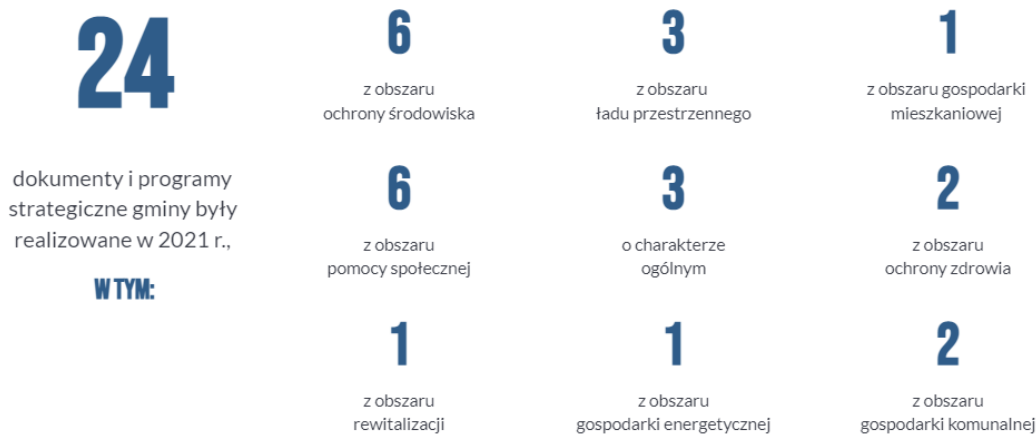 24
dokumenty i programy
strategiczne gminy były
realizowane w 2021 r.,
W TYM:
6
z obszaru
ochrony środowiska
3
z obszaru
ładu przestrzennego
1
z obszaru gospodarki
mieszkaniowej
6
z obszaru
pomocy społecznej
3
o charakterze
ogólnym
2
z obszaru
ochrony zdrowia
1
z obszaru
rewitalizacji
1
z obszaru
gospodarki energetycznej
2
z obszaru
gospodarki komunalnej